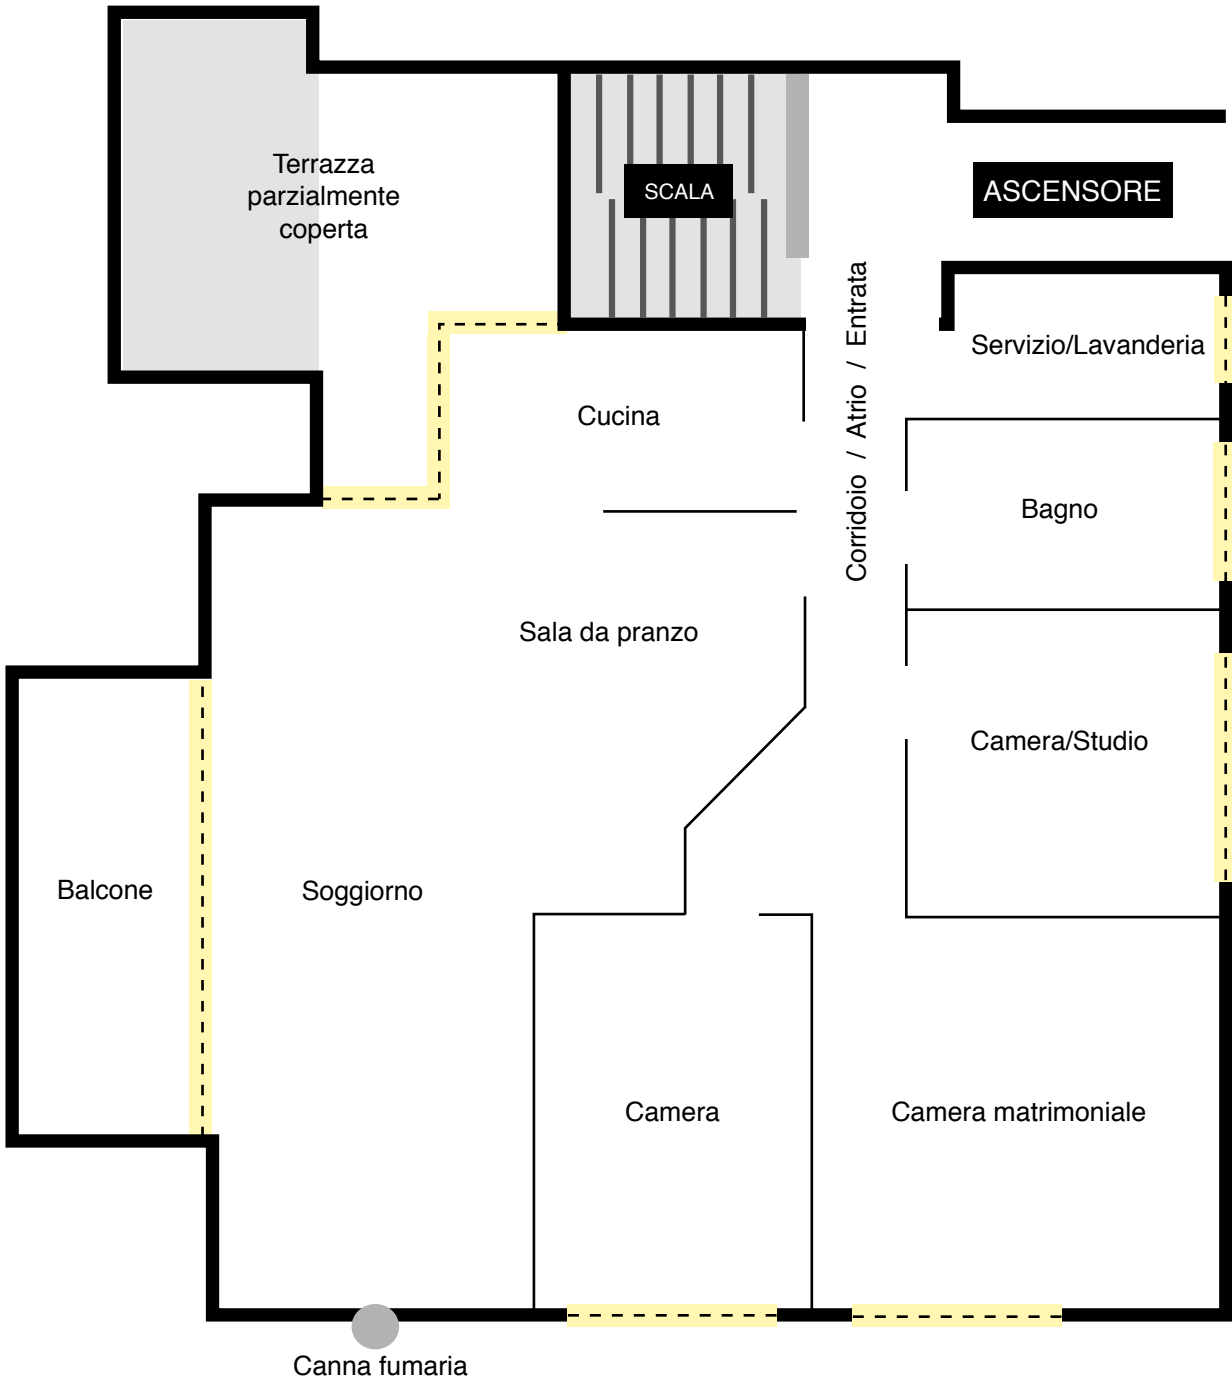 Terrazza
parzialmente
coperta
SCALA
ASCENSORE
Corridoio / Atrio / Entrata
Servizio/Lavanderia
Cucina
Bagno
Sala da pranzo
Camera/Studio
Balcone
Soggiorno
Camera
Camera matrimoniale
Canna fumaria